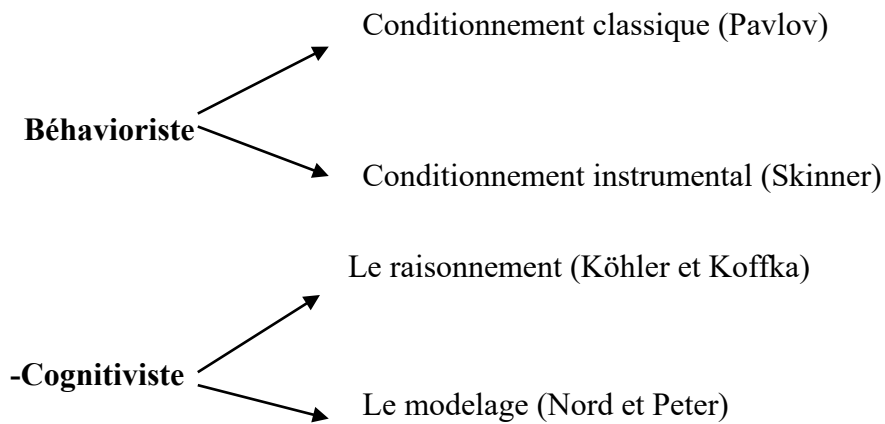 Conditionnement classique (Pavlov)
Béhavioriste
Conditionnement instrumental (Skinner)
Le raisonnement (Köhler et Koffka)
-Cognitiviste
Le modelage (Nord et Peter)